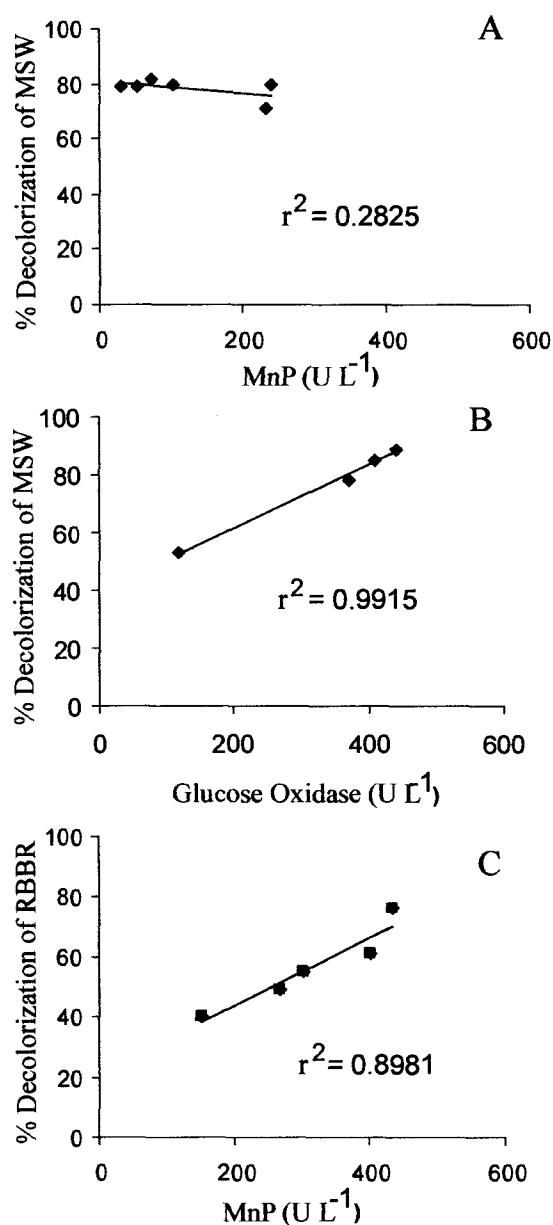 A
100
80
60
40
20
0
% Decolorization of MSW
r² = 0.2825
0 200 400 600
MnP (U L⁻¹)
B
100
80
60
40
20
0
% Decolorization of MSW
r² = 0.9915
0 200 400 600
Glucose Oxidase (U L⁻¹)
C
100
80
60
40
20
0
% Decolorization of RBBR
r² = 0.8981
0 200 400 600
MnP (U L⁻¹)